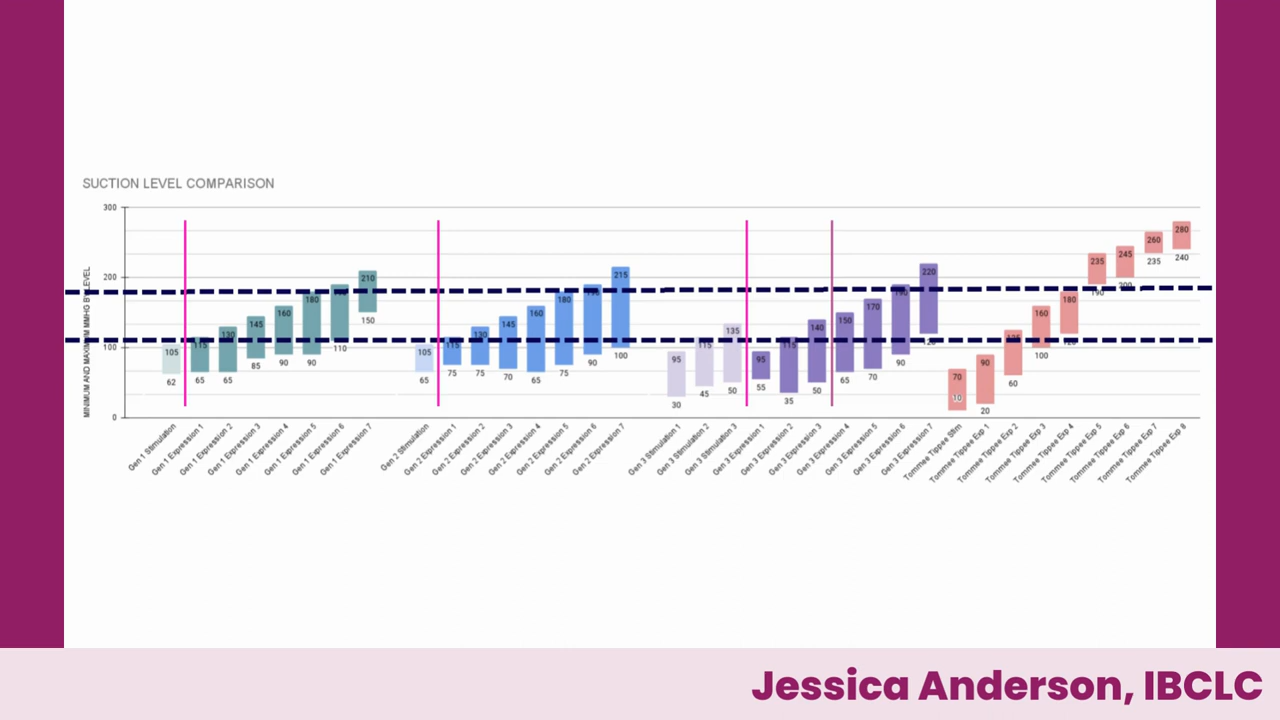 SUCTION LEVEL COMPARISON
MINIMUM AND MAXIMUM MMHG BY LEVEL
300
200
100
0
105
62
115
65
130
65
145
85
160
90
180
90
110
210
150
105
65
115
75
130
75
145
70
160
65
180
75
190
90
215
100
95
30
115
45
135
50
95
55
115
35
140
50
150
65
170
70
190
90
220
70
10
90
20
60
160
100
180
235
190
245
200
260
235
280
240
Gen 1 Stimulation
Gen 1 Expression 1
Gen 1 Expression 2
Gen 1 Expression 3
Gen 1 Expression 4
Gen 1 Expression 5
Gen 1 Expression 6
Gen 1 Expression 7
Gen 2 Stimulation
Gen 2 Expression 1
Gen 2 Expression 2
Gen 2 Expression 3
Gen 2 Expression 4
Gen 2 Expression 5
Gen 2 Expression 6
Gen 2 Expression 7
Gen 3 Stimulation 1
Gen 3 Stimulation 2
Gen 3 Stimulation 3
Gen 3 Expression 1
Gen 3 Expression 2
Gen 3 Expression 3
Gen 3 Expression 4
Gen 3 Expression 5
Gen 3 Expression 6
Gen 3 Expression 7
Tommee Tippee Stim
Tommee Tippee Exp 1
Tommee Tippee Exp 2
Tommee Tippee Exp 3
Tommee Tippee Exp 4
Tommee Tippee Exp 5
Tommee Tippee Exp 6
Tommee Tippee Exp 7
Tommee Tippee Exp 8
Jessica Anderson, IBCLC